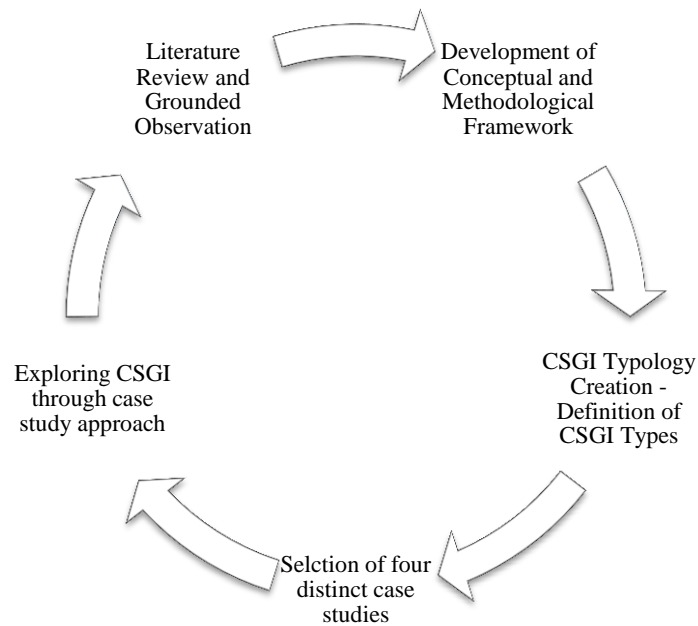 Literature
Review and
Grounded
Observation
Development of
Conceptual and
Methodological
Framework
CSGI Typology
Creation -
Definition of
CSGI Types
Selction of four
distinct case
studies
Exploring CSGI
through case
study approach